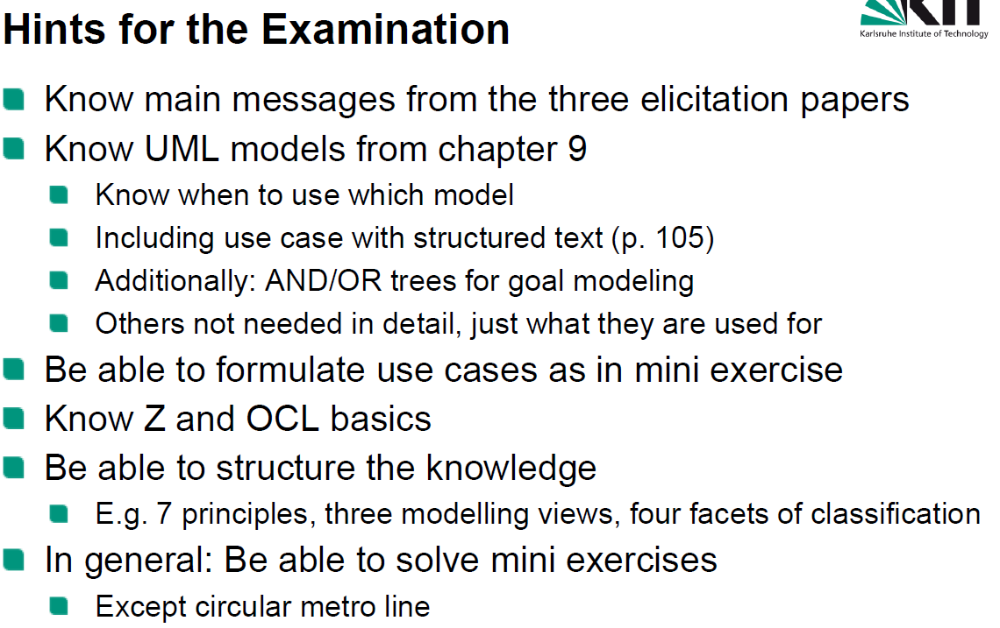 Hints for the Examination
KIT
Karlsruhe Institute of Technology
Know main messages from the three elicitation papers
Know UML models from chapter 9
Know when to use which model
Including use case with structured text (p. 105)
Additionally: AND/OR trees for goal modeling
Others not needed in detail, just what they are used for
Be able to formulate use cases as in mini exercise
Know Z and OCL basics
Be able to structure the knowledge
E.g. 7 principles, three modelling views, four facets of classification
In general: Be able to solve mini exercises
Except circular metro line